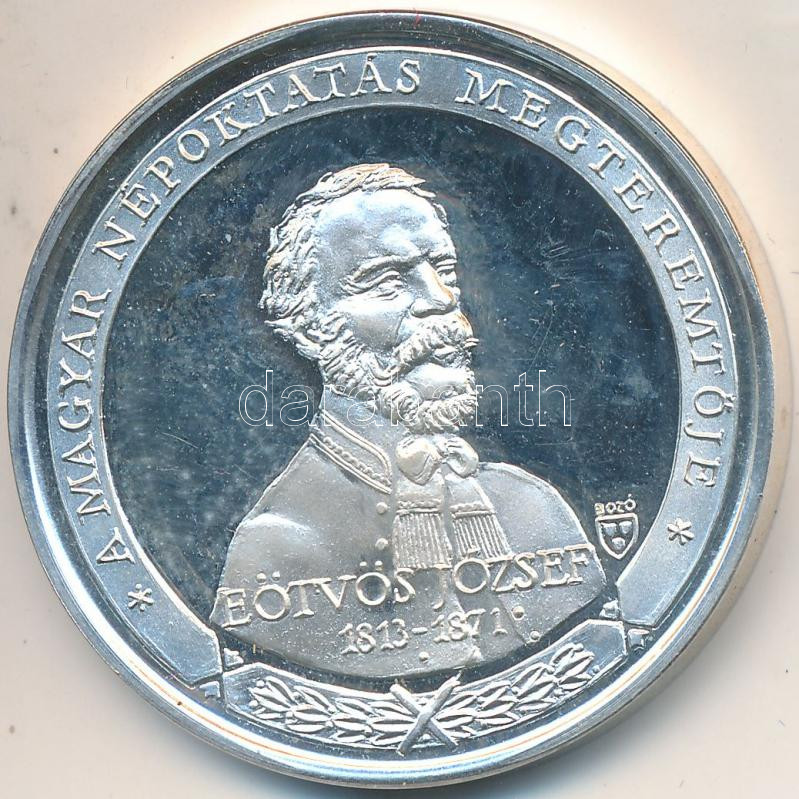 * A MAGYAR NÉPOKTATÁS MEGTEREMTŐJE *
darabanth
BOZÓ
EÖTVÖS JÓZSEF
1813-1871